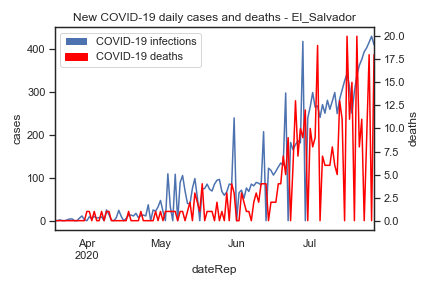 New COVID-19 daily cases and deaths - El_Salvador
COVID-19 infections
COVID-19 deaths
400
300
200
100
0
cases
20.0
17.5
15.0
12.5
10.0
7.5
5.0
2.5
0.0
deaths
Apr
2020
May
Jun
Jul
dateRep